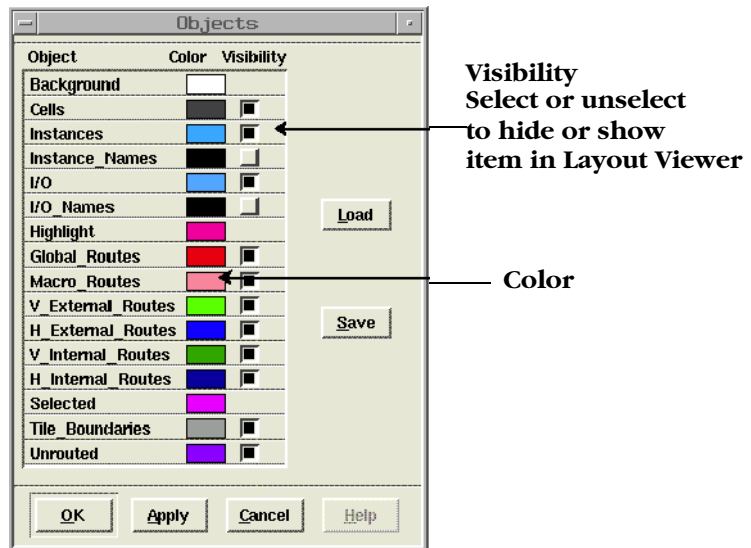 Objects
Object Color Visibility
Background
Cells
Instances
Instance_Names
I/O
I/O_Names
Highlight
Global_Routes
Macro_Routes
V_External_Routes
H_External_Routes
V_Internal_Routes
H_Internal_Routes
Selected
Tile_Boundaries
Unrouted
Load
Save
OK Apply Cancel Help
Visibility
Select or unselect
to hide or show
item in Layout Viewer
Color